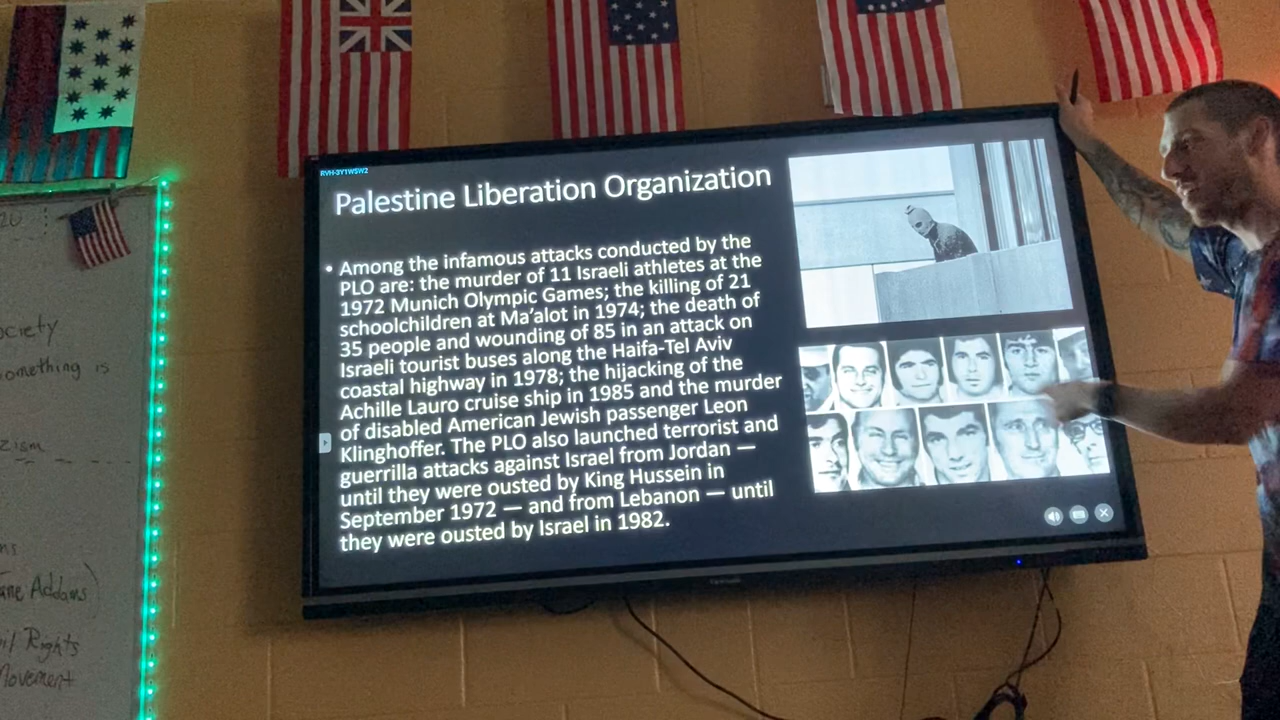 RVH-3Y1W5W2
Palestine Liberation Organization
• Among the infamous attacks conducted by the
PLO are: the murder of 11 Israeli athletes at the
1972 Munich Olympic Games; the killing of 21
schoolchildren at Ma’alot in 1974; the death of
35 people and wounding of 85 in an attack on
Israeli tourist buses along the Haifa-Tel Aviv
coastal highway in 1978; the hijacking of the
Achille Lauro cruise ship in 1985 and the murder
of disabled American Jewish passenger Leon
Klinghoffer. The PLO also launched terrorist and
guerrilla attacks against Israel from Jordan —
until they were ousted by King Hussein in
September 1972 — and from Lebanon — until
they were ousted by Israel in 1982.
omething is
Addams)
Rights
Movement